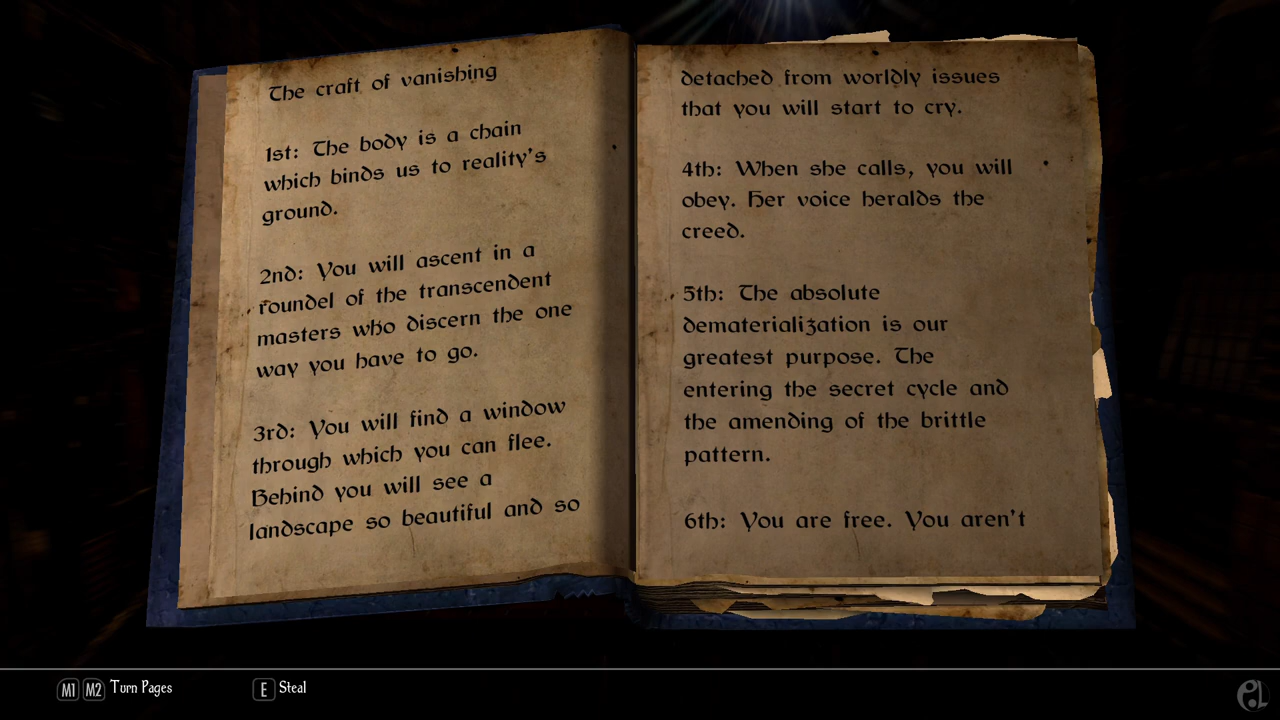 The craft of vanishing
1st: The body is a chain
which binds us to reality's
ground.
2nd: You will ascent in a
roundel of the transcendent
masters who discern the one
way you have to go.
3rd: You will find a window
through which you can flee.
Behind you will see a
landscape so beautiful and so
detached from worldly issues
that you will start to cry.
4th: When she calls, you will
obey. Her voice heralds the
creed.
5th: The absolute
dematerialization is our
greatest purpose. The
entering the secret cycle and
the amending of the brittle
pattern.
6th: You are free. You aren't
M1 M2 Turn Pages
E Steal